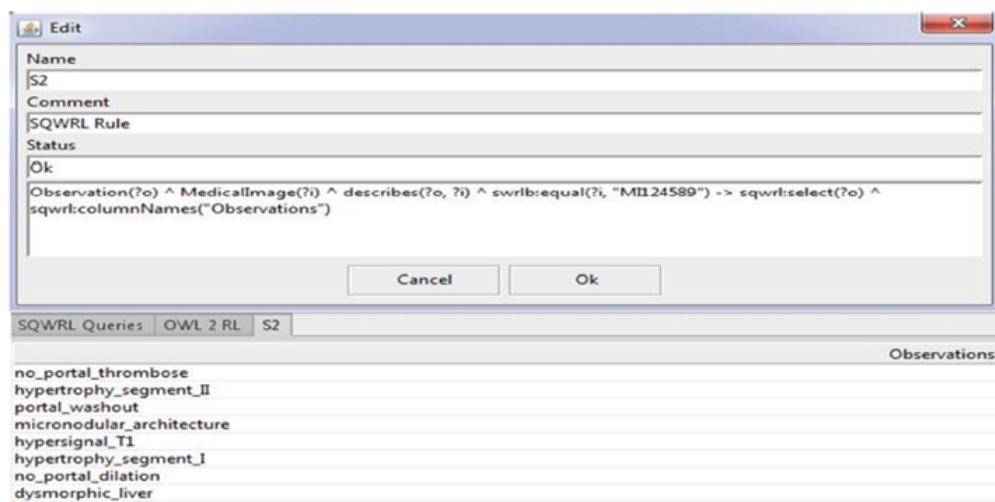 Edit
Name
S2
Comment
SQWRL Rule
Status
Ok
Observation(?o) ^ MedicalImage(?i) ^ describes(?o, ?i) ^ swrlb:equal(?i, "MI124589") -> sqwrl:select(?o) ^
sqwrl:columnNames("Observations")
Cancel Ok
SQWRL Queries OWL 2 RL S2
Observations
no_portal_thrombose
hypertrophy_segment_II
portal_washout
micronodular_architecture
hypersignal_T1
hypertrophy_segment_I
no_portal_dilation
dysmorphic_liver